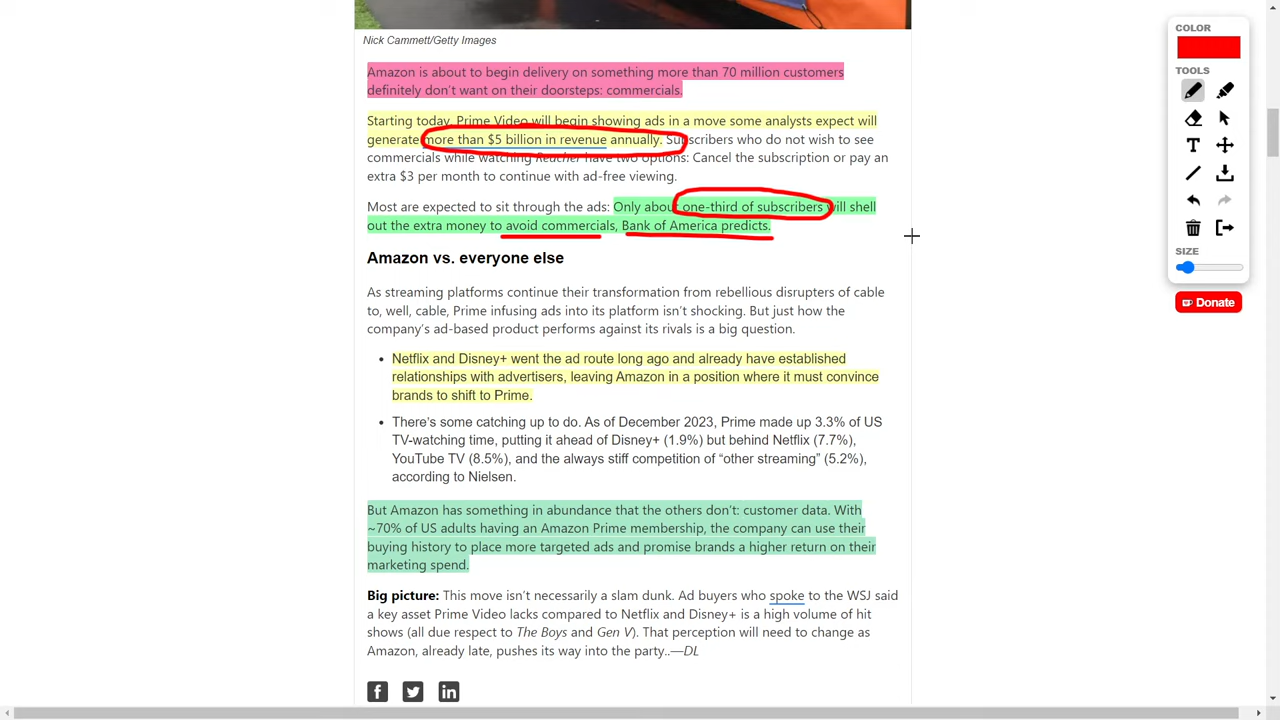 Nick Cammett/Getty Images
COLOR
TOOLS
T
SIZE
Donate
Amazon is about to begin delivery on something more than 70 million customers
definitely don’t want on their doorsteps: commercials.
Starting today, Prime Video will begin showing ads in a move some analysts expect will
generate more than $5 billion in revenue annually. Subscribers who do not wish to see
commercials while watching Reacher have two options: Cancel the subscription or pay an
extra $3 per month to continue with ad-free viewing.
Most are expected to sit through the ads: Only about one-third of subscribers will shell
out the extra money to avoid commercials, Bank of America predicts.
Amazon vs. everyone else
As streaming platforms continue their transformation from rebellious disrupters of cable
to, well, cable, Prime infusing ads into its platform isn’t shocking. But just how the
company’s ad-based product performs against its rivals is a big question.
• Netflix and Disney+ went the ad route long ago and already have established
relationships with advertisers, leaving Amazon in a position where it must convince
brands to shift to Prime.
• There’s some catching up to do. As of December 2023, Prime made up 3.3% of US
TV-watching time, putting it ahead of Disney+ (1.9%) but behind Netflix (7.7%),
YouTube TV (8.5%), and the always stiff competition of “other streaming” (5.2%),
according to Nielsen.
But Amazon has something in abundance that the others don’t: customer data. With
~70% of US adults having an Amazon Prime membership, the company can use their
buying history to place more targeted ads and promise brands a higher return on their
marketing spend.
Big picture: This move isn’t necessarily a slam dunk. Ad buyers who spoke to the WSJ said
a key asset Prime Video lacks compared to Netflix and Disney+ is a high volume of hit
shows (all due respect to The Boys and Gen V). That perception will need to change as
Amazon, already late, pushes its way into the party..—DL